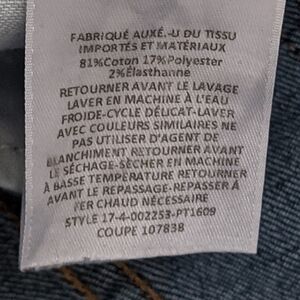 FABRIQUÉ AUXÉ.-U DU TISSU
IMPORTÉS ET MATÉRIAUX
81%Coton 17%Polyester
2%Élasthanne
RETOURNER AVANT LE LAVAGE
LAVER EN MACHINE À L'EAU
FROIDE-CYCLE DÉLICAT-LAVER
AVEC COULEURS SIMILAIRES NE
PAS UTILISER D'AGENT DE
BLANCHIMENT RETOURNER AVANT
LE SÉCHAGE-SÉCHER EN MACHINE
À BASSE TEMPÉRATURE RETOURNER
AVANT LE REPASSAGE-REPASSER À
FER CHAUD NÉCESSAIRE
STYLE 17-4-002253-PT1609
COUPE 107838